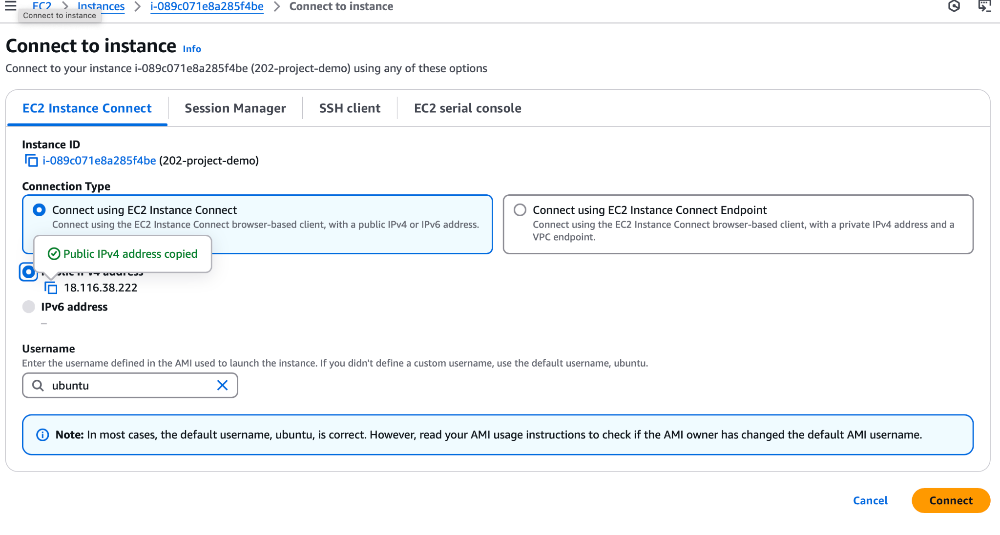 EC2 Instances i-089c071e8a285f4be Connect to instance
Connect to instance
Connect to instance Info
Connect to your instance i-089c071e8a285f4be (202-project-demo) using any of these options
EC2 Instance Connect Session Manager SSH client EC2 serial console
Instance ID
i-089c071e8a285f4be (202-project-demo)
Connection Type
Connect using EC2 Instance Connect
Connect using the EC2 Instance Connect browser-based client, with a public IPv4 or IPv6 address.
Connect using EC2 Instance Connect Endpoint
Connect using the EC2 Instance Connect browser-based client, with a private IPv4 address and a
VPC endpoint.
Public IPv4 address copied
Public IPv4 address
18.116.38.222
IPv6 address
–
Username
Enter the username defined in the AMI used to launch the instance. If you didn't define a custom username, use the default username, ubuntu.
ubuntu
Note: In most cases, the default username, ubuntu, is correct. However, read your AMI usage instructions to check if the AMI owner has changed the default AMI username.
Cancel Connect